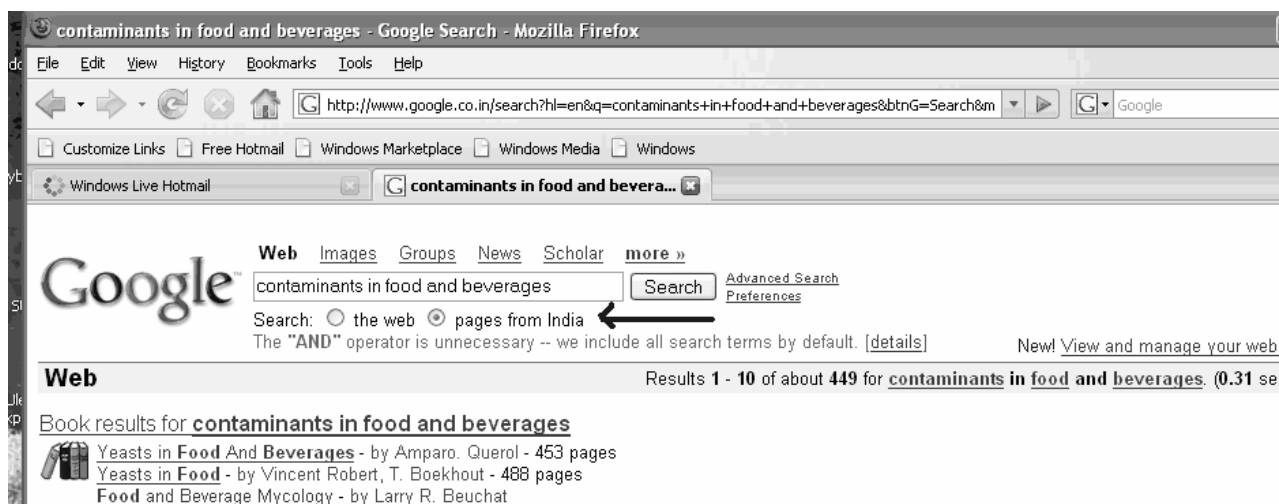 contaminants in food and beverages - Google Search - Mozilla Firefox
File Edit View History Bookmarks Tools Help
http://www.google.co.in/search?hl=en&q=contaminants+in+food+and+beverages&btnG=Search&m
G Google
Customize Links Free Hotmail Windows Marketplace Windows Media Windows
Windows Live Hotmail
G contaminants in food and bevera...
Web Images Groups News Scholar more »
Google™
contaminants in food and beverages Search
Advanced Search
Preferences
Search: the web pages from India
The "AND" operator is unnecessary -- we include all search terms by default. [details]
New! View and manage your web
Web
Results 1 - 10 of about 449 for contaminants in food and beverages. (0.31 se
Book results for contaminants in food and beverages
Yeasts in Food And Beverages - by Amparo. Querol - 453 pages
Yeasts in Food - by Vincent Robert, T. Boekhout - 488 pages
Food and Beverage Mycology - by Larry R. Beuchat